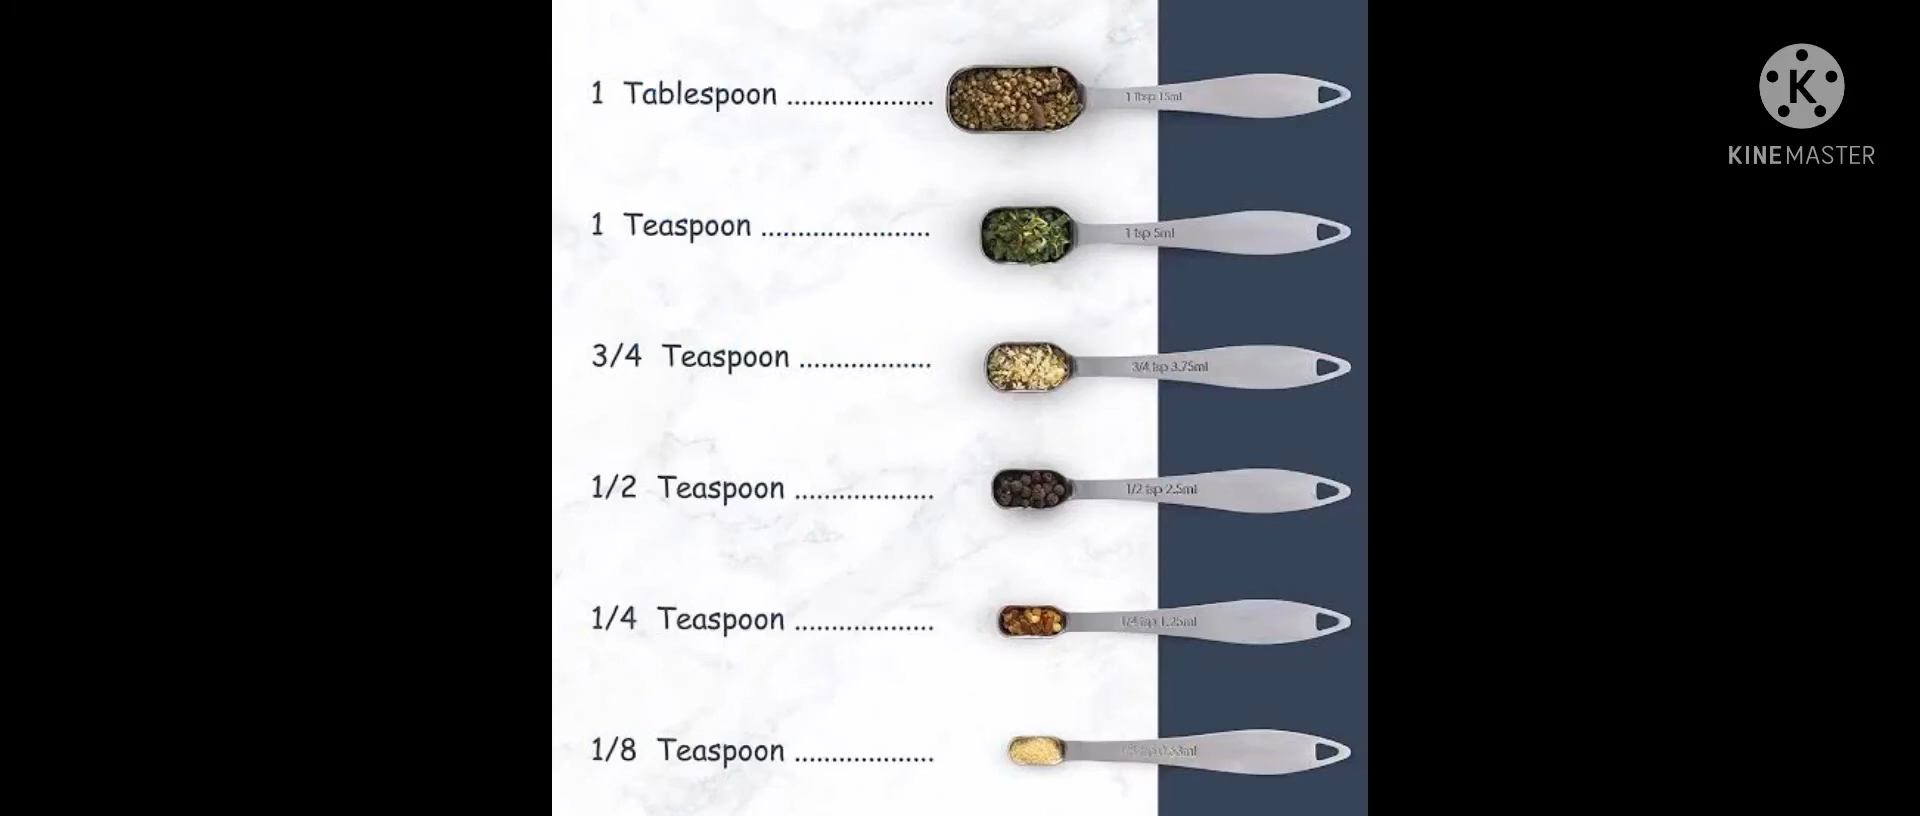 1 Tablespoon ....................
1 Tbsp 15ml
1 Teaspoon .......................
1 tsp 5ml
3/4 Teaspoon ..................
3/4 tsp 3.75ml
1/2 Teaspoon ...................
1/2 tsp 2.5ml
1/4 Teaspoon ...................
1/4 tsp 1.25ml
1/8 Teaspoon ...................
K
KINEMASTER